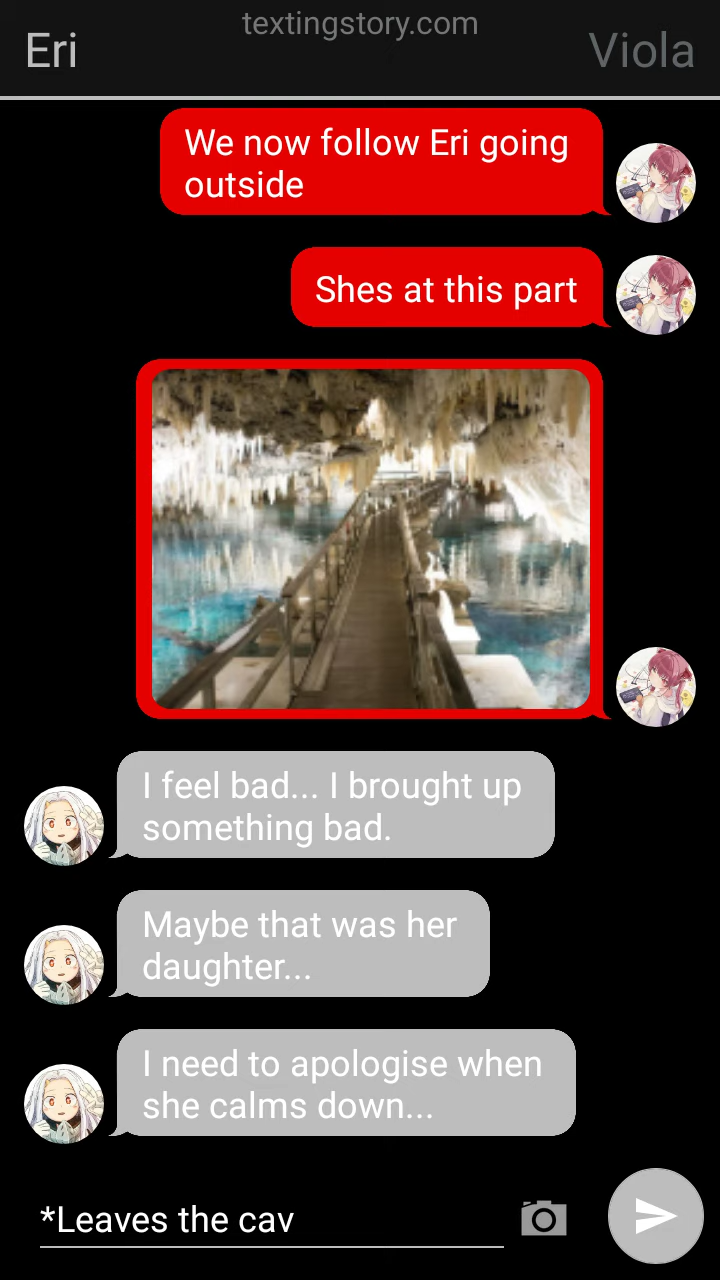 textingstory.com
Eri
Viola
We now follow Eri going
outside
Shes at this part
I feel bad... I brought up
something bad.
Maybe that was her
daughter...
I need to apologise when
she calms down...
*Leaves the cav